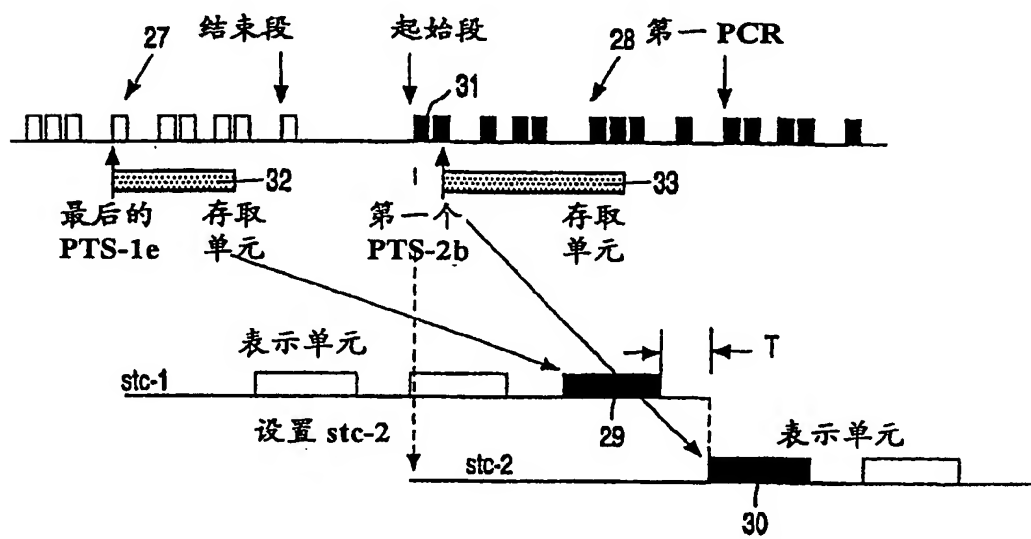 27
结束段
起始段
28
第一 PCR
31
32
33
最后的
PTS-1e
存取
单元
第一个
PTS-2b
存取
单元
表示单元
T
stc-1
29
设置 stc-2
表示单元
stc-2
30